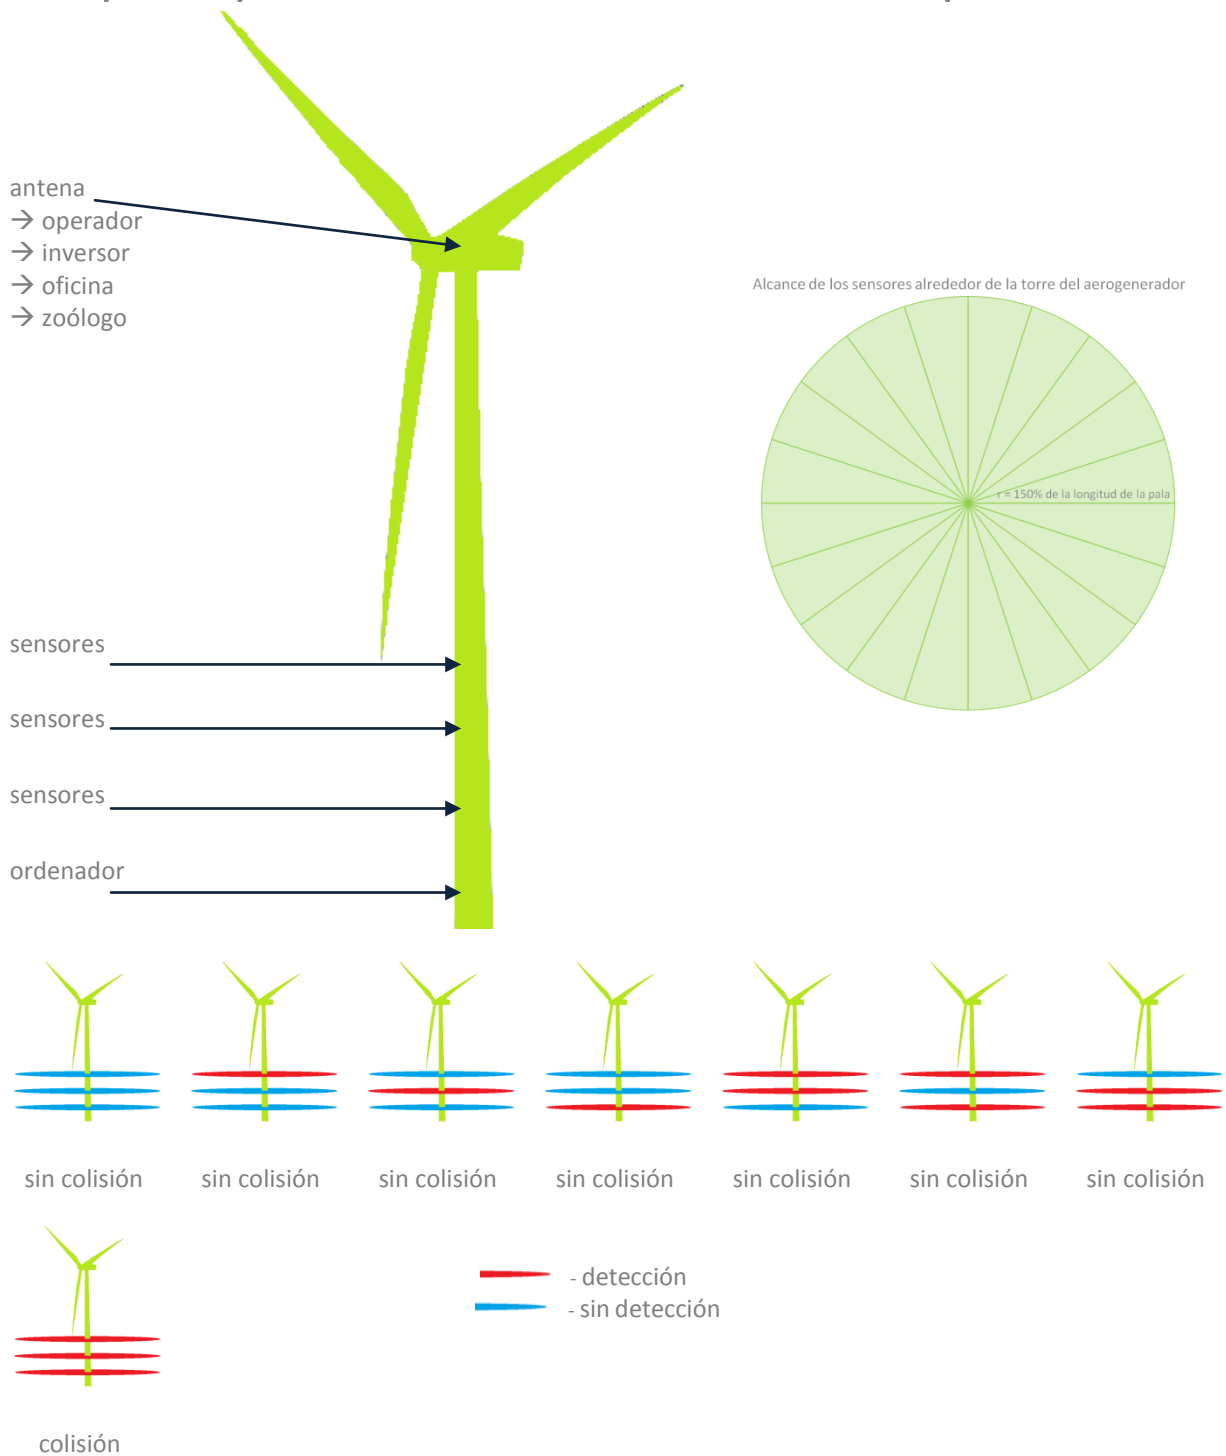 antena
→ operador
→ inversor
→ oficina
→ zoólogo
Alcance de los sensores alrededor de la torre del aerogenerador
r = 150% de la longitud de la pala
sensores
sensores
sensores
ordenador
sin colisión sin colisión sin colisión sin colisión sin colisión sin colisión sin colisión
- detección
- sin detección
colisión